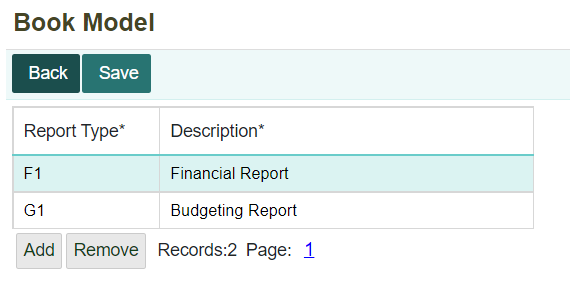 Book Model
Back Save
Report Type* Description*
F1 Financial Report
G1 Budgeting Report
Add Remove Records:2 Page: 1